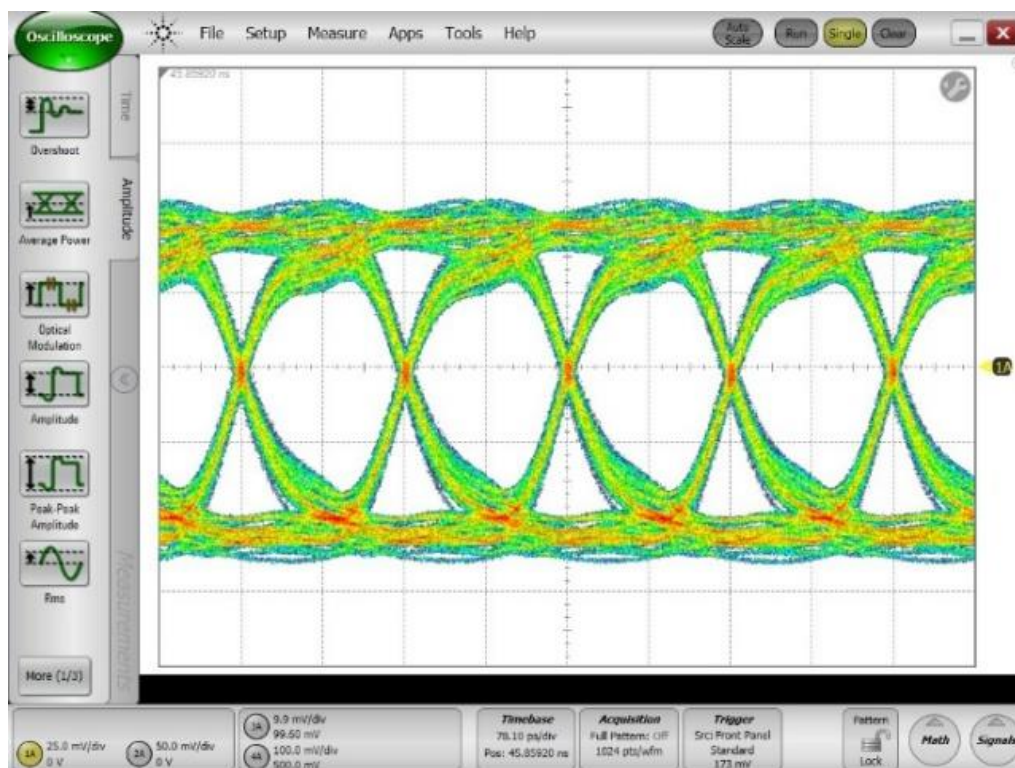 Oscilloscope
File Setup Measure Apps Tools Help
Auto Scale
Run
Single
Clear
Time
Amplitude
Measurements
Overshoot
Average Power
Optical
Modulation
Amplitude
Peak-Peak
Amplitude
Rms
More (1/3)
45.85920 ns
1A
1A 25.0 mV/div
0 V
2A 50.0 mV/div
0 V
3A 9.9 mV/div
99.60 mV
4A 100.0 mV/div
500.0 mV
Timebase
78.10 ps/div
Pos: 45.85920 ns
Acquisition
Full Pattern: Off
1024 pts/wfm
Trigger
Src: Front Panel
Standard
173 mV
Pattern
Lock
Math
Signals